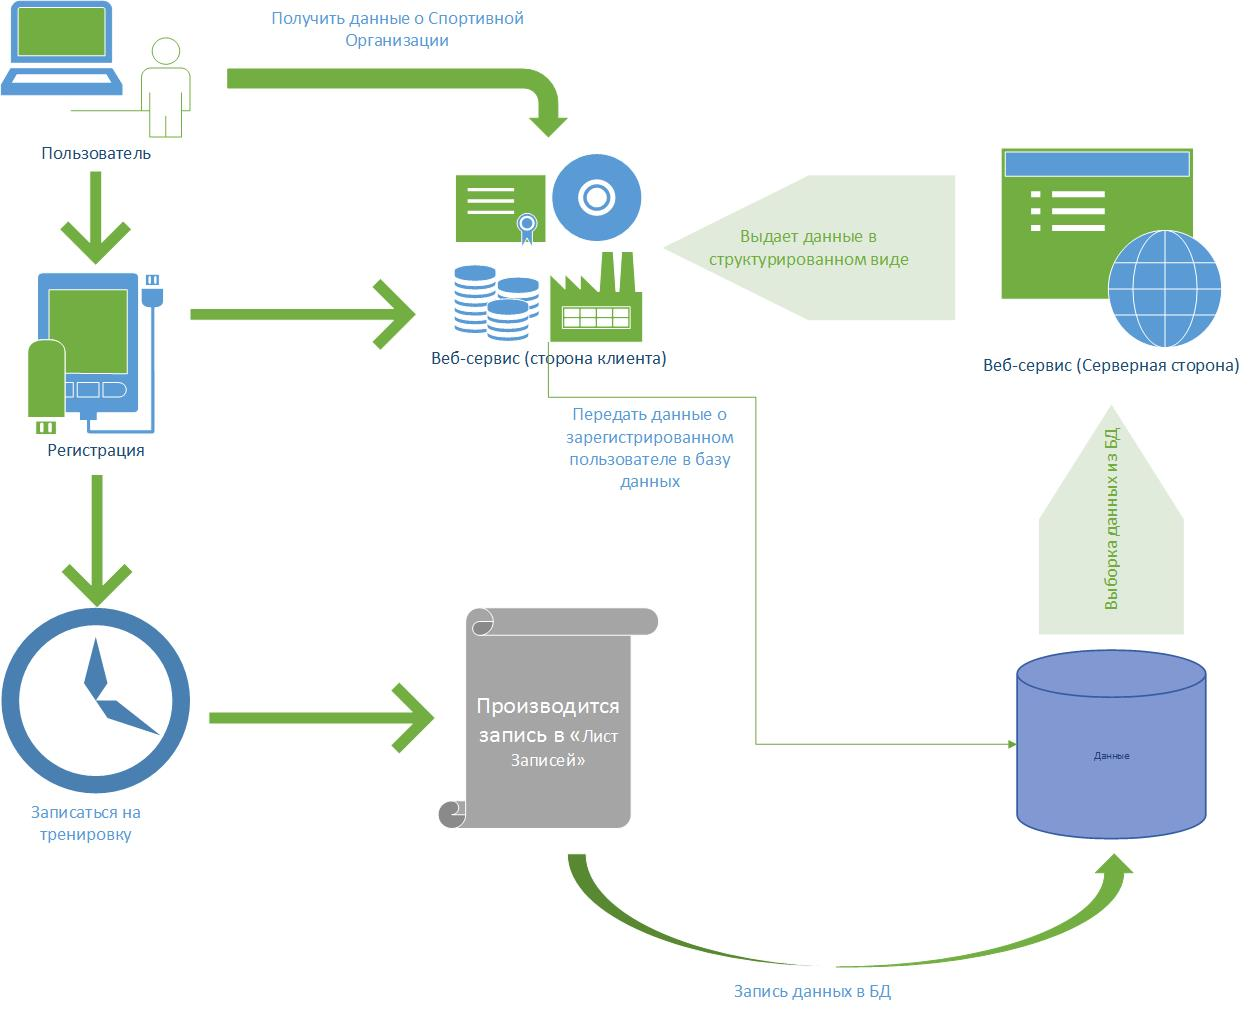 Получить данные о Спортивной
Организации
Пользователь
Выдает данные в
структурированном виде
Веб-сервис (сторона клиента)
Веб-сервис (Серверная сторона)
Передать данные о
зарегистрированном
пользователе в базу
данных
Регистрация
Выборка данных из БД
Производится
запись в «Лист
Записей»
Данные
Записаться на
тренировку
Запись данных в БД